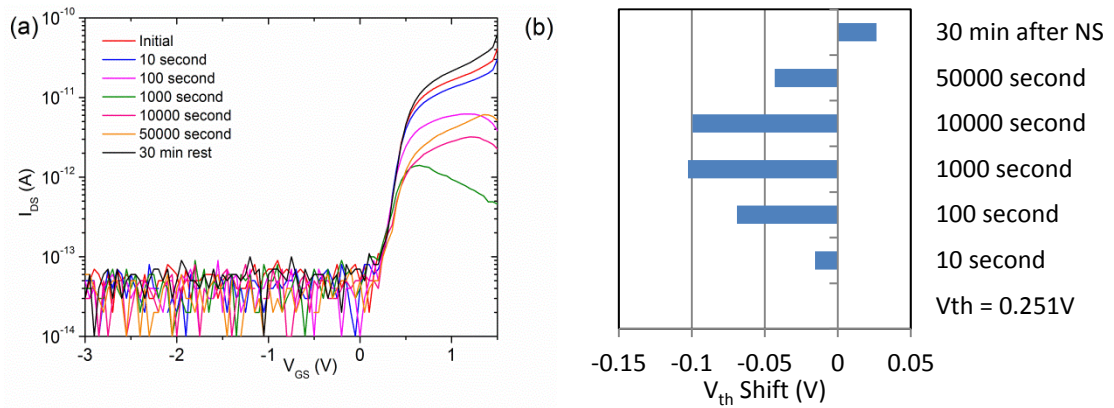 (a)
10⁻¹⁰
10⁻¹¹
10⁻¹²
10⁻¹³
10⁻¹⁴
I_DS (A)
Initial
10 second
100 second
1000 second
10000 second
50000 second
30 min rest
-3
-2
-1
0
1
V_GS (V)
(b)
30 min after NS
50000 second
10000 second
1000 second
100 second
10 second
Vth = 0.251V
-0.15
-0.1
-0.05
0
0.05
V_th Shift (V)